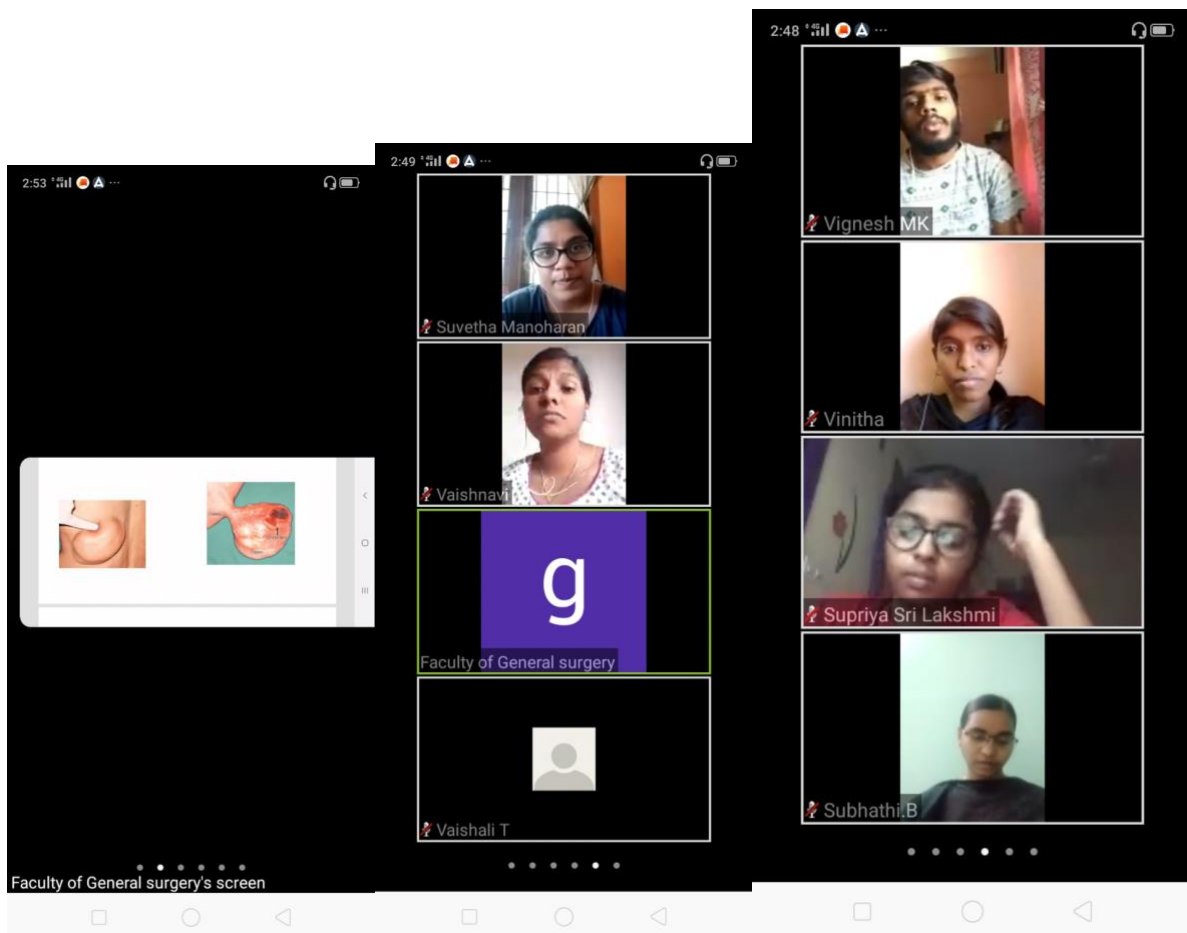 2:53
Faculty of General surgery's screen
2:49
Suvetha Manoharan
Vaishnavi
g
Faculty of General surgery
Vaishali T
2:48
Vignesh MK
Vinitha
Supriya Sri Lakshmi
Subhathi.B